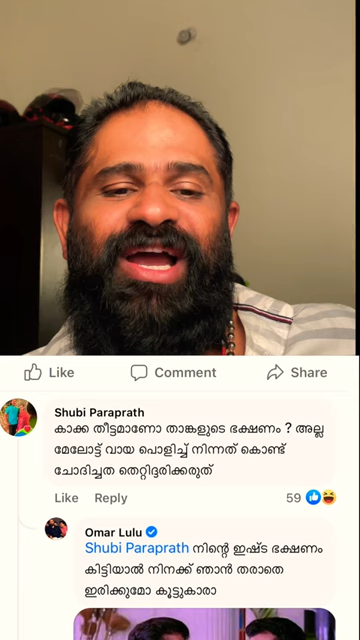 Like Comment Share
Shubi Paraprath
കാക്ക തീട്ടമാണോ താങ്കളുടെ ഭക്ഷണം ? അല്ല
മേലോട്ട് വായ പൊളിച്ച് നിന്നത് കൊണ്ട്
ചോദിച്ചത തെറ്റിദ്ദരിക്കരുത്
Like Reply 59
Omar Lulu
Shubi Paraprath നിന്റെ ഇഷ്ട ഭക്ഷണം
കിട്ടിയാൽ നിനക്ക് ഞാൻ തരാതെ
ഇരിക്കുമോ കൂട്ടുകാരാ